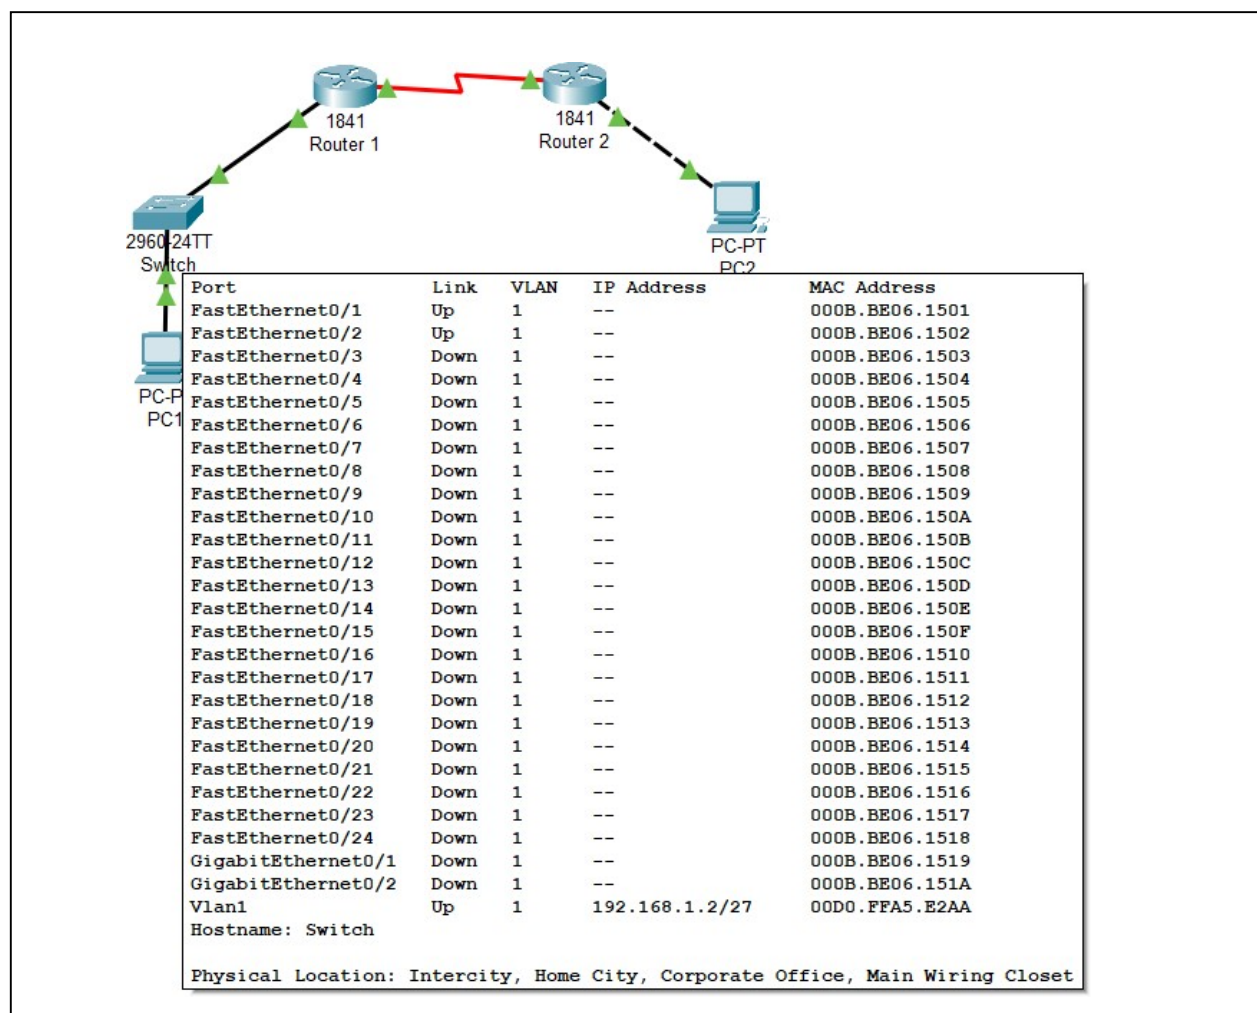 1841
Router 1
1841
Router 2
2960-24TT
Switch
PC-PT
PC2
PC-P
PC1
Port Link VLAN IP Address MAC Address
FastEthernet0/1 Up 1 -- 000B.BE06.1501
FastEthernet0/2 Up 1 -- 000B.BE06.1502
FastEthernet0/3 Down 1 -- 000B.BE06.1503
FastEthernet0/4 Down 1 -- 000B.BE06.1504
FastEthernet0/5 Down 1 -- 000B.BE06.1505
FastEthernet0/6 Down 1 -- 000B.BE06.1506
FastEthernet0/7 Down 1 -- 000B.BE06.1507
FastEthernet0/8 Down 1 -- 000B.BE06.1508
FastEthernet0/9 Down 1 -- 000B.BE06.1509
FastEthernet0/10 Down 1 -- 000B.BE06.150A
FastEthernet0/11 Down 1 -- 000B.BE06.150B
FastEthernet0/12 Down 1 -- 000B.BE06.150C
FastEthernet0/13 Down 1 -- 000B.BE06.150D
FastEthernet0/14 Down 1 -- 000B.BE06.150E
FastEthernet0/15 Down 1 -- 000B.BE06.150F
FastEthernet0/16 Down 1 -- 000B.BE06.1510
FastEthernet0/17 Down 1 -- 000B.BE06.1511
FastEthernet0/18 Down 1 -- 000B.BE06.1512
FastEthernet0/19 Down 1 -- 000B.BE06.1513
FastEthernet0/20 Down 1 -- 000B.BE06.1514
FastEthernet0/21 Down 1 -- 000B.BE06.1515
FastEthernet0/22 Down 1 -- 000B.BE06.1516
FastEthernet0/23 Down 1 -- 000B.BE06.1517
FastEthernet0/24 Down 1 -- 000B.BE06.1518
GigabitEthernet0/1 Down 1 -- 000B.BE06.1519
GigabitEthernet0/2 Down 1 -- 000B.BE06.151A
Vlan1 Up 1 192.168.1.2/27 00D0.FFA5.E2AA
Hostname: Switch
Physical Location: Intercity, Home City, Corporate Office, Main Wiring Closet